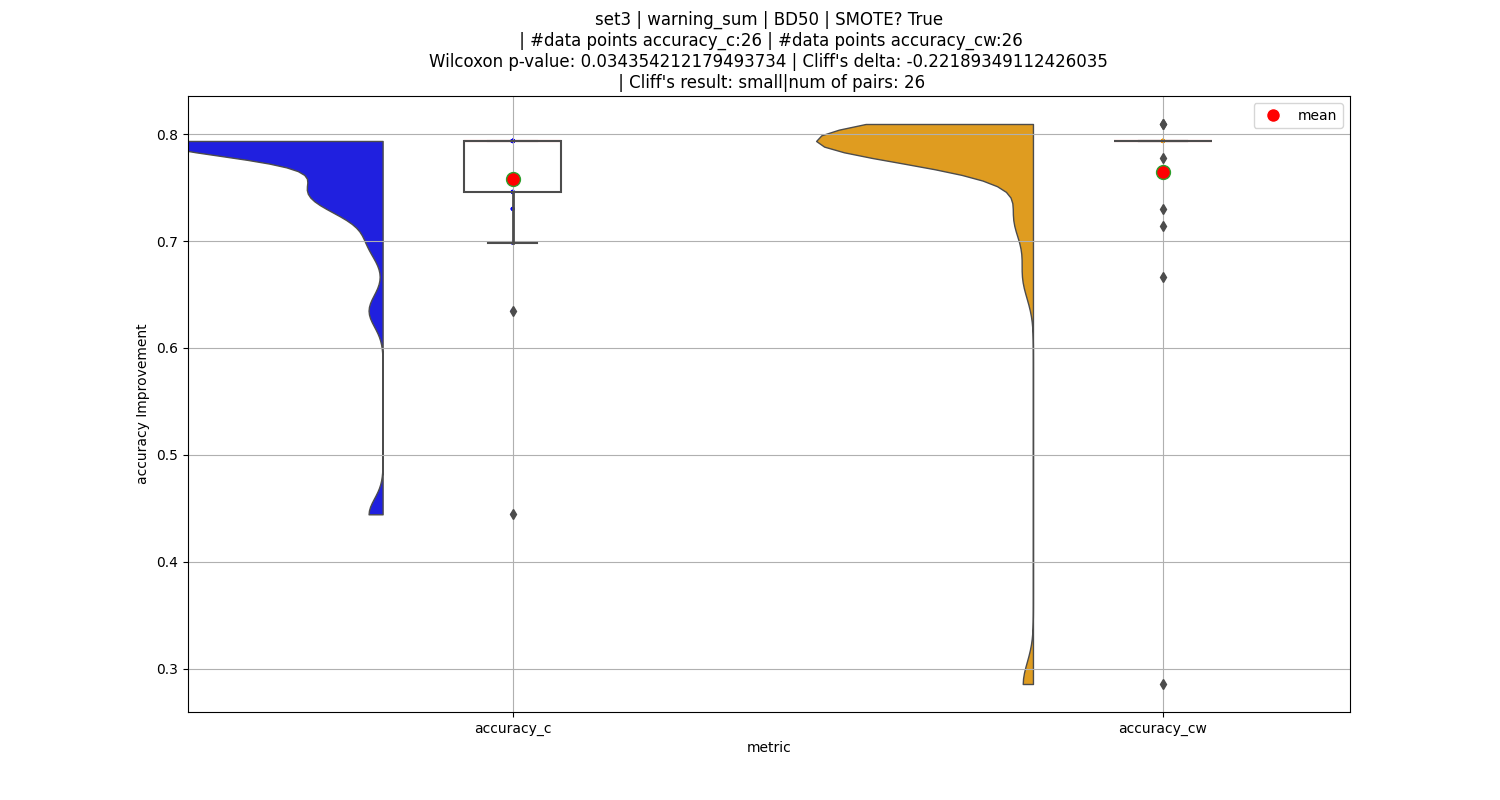 set3 | warning_sum | BD50 | SMOTE? True
| #data points accuracy_c:26 | #data points accuracy_cw:26
Wilcoxon p-value: 0.034354212179493734 | Cliff's delta: -0.22189349112426035
| Cliff's result: small|num of pairs: 26
mean
0.8
0.7
0.6
0.5
0.4
0.3
accuracy Improvement
accuracy_c
accuracy_cw
metric